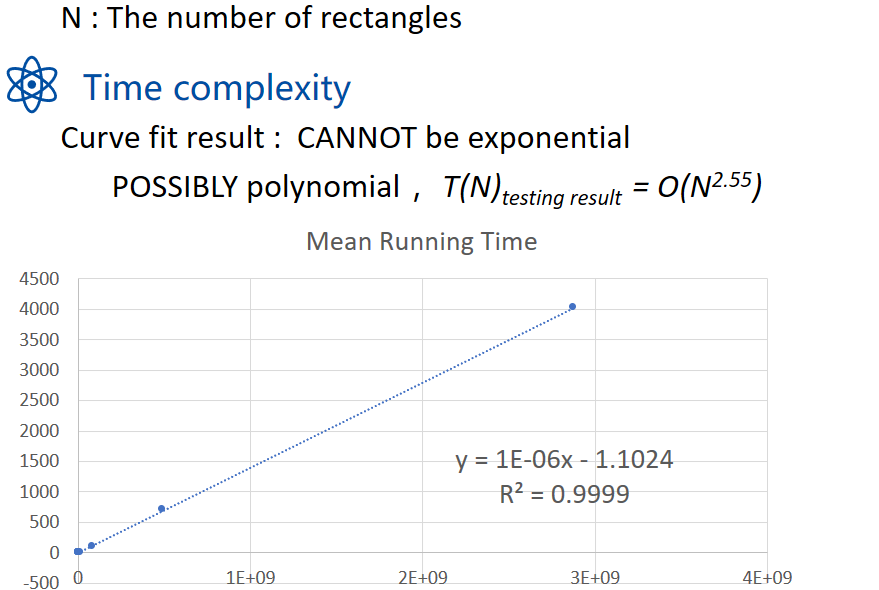 N : The number of rectangles
Time complexity
Curve fit result : CANNOT be exponential
POSSIBLY polynomial , T(N)testing result = O(N^2.55)
Mean Running Time
4500
4000
3500
3000
2500
2000
1500
1000
500
0
-500
y = 1E-06x - 1.1024
R² = 0.9999
0 1E+09 2E+09 3E+09 4E+09